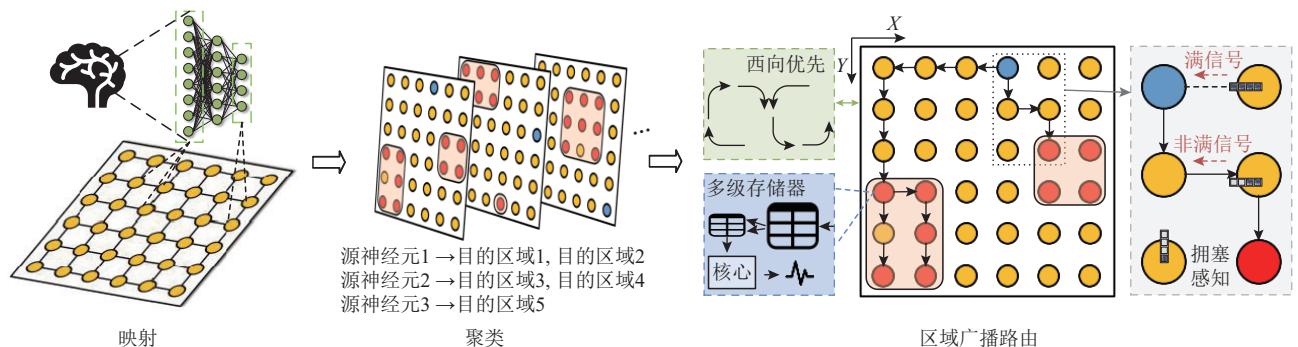 西向优先
X
Y
满信号
非满信号
拥塞
感知
多级存储器
核心
...
源神经元1→目的区域1, 目的区域2
源神经元2→目的区域3, 目的区域4
源神经元3→目的区域5
映射
聚类
区域广播路由